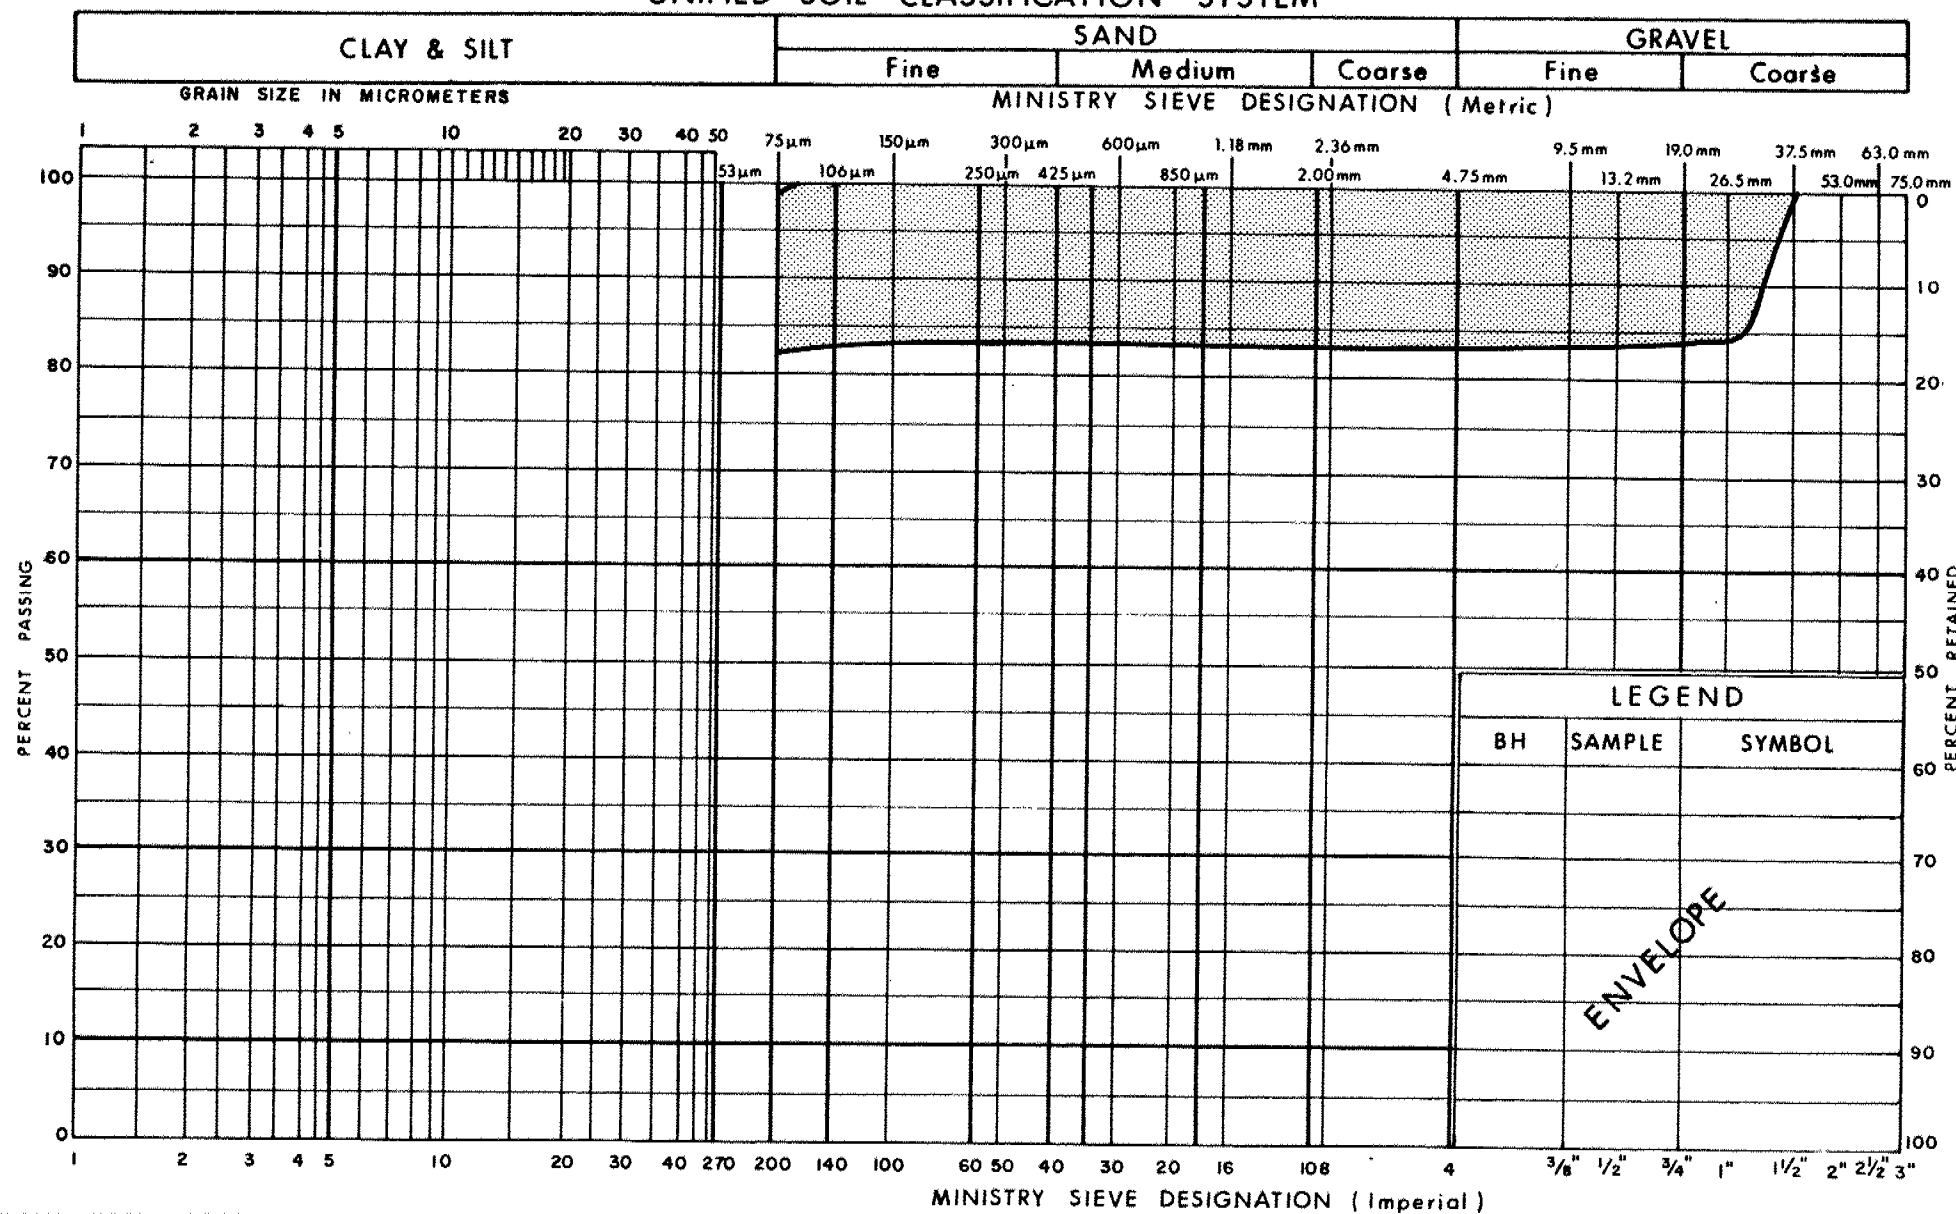 UNIFIED SOIL CLASSIFICATION SYSTEM
CLAY & SILT
SAND
GRAVEL
Fine Medium Coarse Fine Coarse
GRAIN SIZE IN MICROMETERS
MINISTRY SIEVE DESIGNATION (Metric)
1 2 3 4 5 10 20 30 40 50
75µm 150µm 300µm 600µm 1.18mm 2.36mm 9.5mm 19.0mm 37.5mm 63.0mm
53µm 106µm 250µm 425µm 850µm 2.00mm 4.75mm 13.2mm 26.5mm 53.0mm 75.0mm
100 0
90 10
80 20
70 30
60 40
50 50
40 60
30 70
20 80
10 90
0 100
PERCENT PASSING
PERCENT RETAINED
LEGEND
BH SAMPLE SYMBOL
ENVELOPE
1 2 3 4 5 10 20 30 40 270 200 140 100 60 50 40 30 20 16 10 8 4 3/8" 1/2" 3/4" 1" 1½" 2" 2½" 3"
MINISTRY SIEVE DESIGNATION (Imperial)